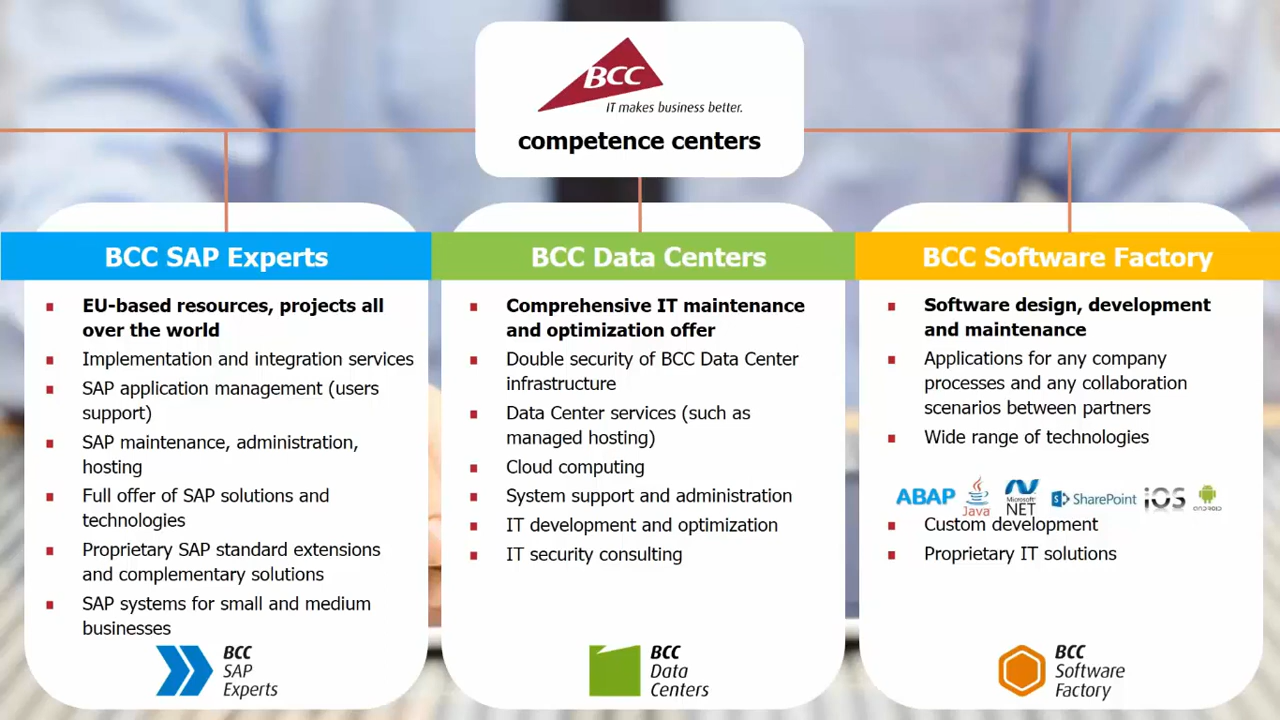 BCC
IT makes business better.
competence centers
BCC SAP Experts
EU-based resources, projects all
over the world
Implementation and integration services
SAP application management (users
support)
SAP maintenance, administration,
hosting
Full offer of SAP solutions and
technologies
Proprietary SAP standard extensions
and complementary solutions
SAP systems for small and medium
businesses
BCC
SAP
Experts
BCC Data Centers
Comprehensive IT maintenance
and optimization offer
Double security of BCC Data Center
infrastructure
Data Center services (such as
managed hosting)
Cloud computing
System support and administration
IT development and optimization
IT security consulting
BCC
Data
Centers
BCC Software Factory
Software design, development
and maintenance
Applications for any company
processes and any collaboration
scenarios between partners
Wide range of technologies
ABAP
Java
Microsoft
.NET
SharePoint
iOS
ANDROID
Custom development
Proprietary IT solutions
BCC
Software
Factory